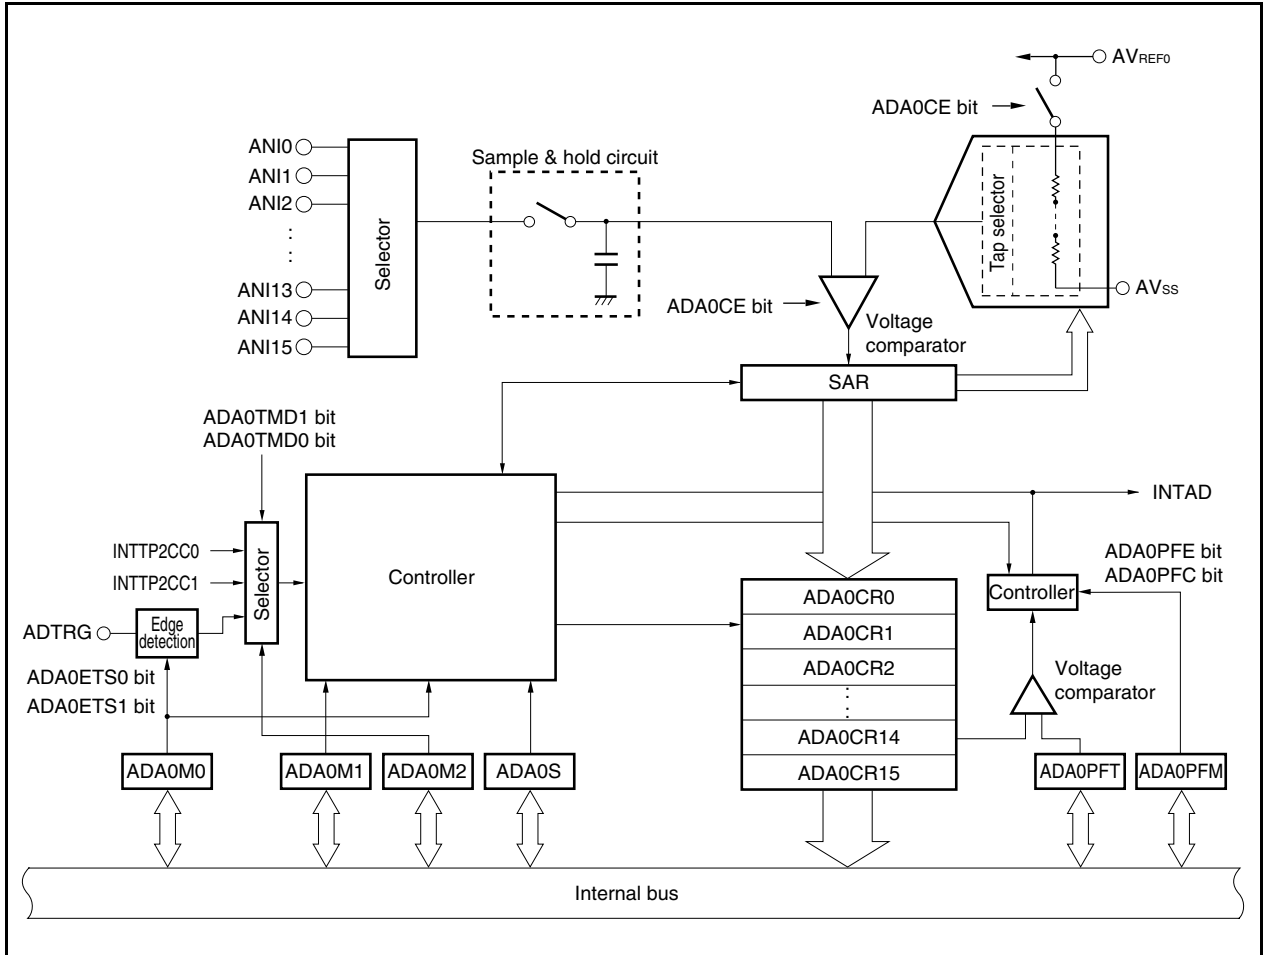 AVREF0
ADA0CE bit
ANI0
ANI1
ANI2
ANI13
ANI14
ANI15
Selector
Sample & hold circuit
Tap selector
AVSS
ADA0CE bit
Voltage
comparator
SAR
ADA0TMD1 bit
ADA0TMD0 bit
INTTP2CC0
INTTP2CC1
Selector
ADTRG
Edge
detection
ADA0ETS0 bit
ADA0ETS1 bit
Controller
INTAD
ADA0PFE bit
ADA0PFC bit
Controller
ADA0CR0
ADA0CR1
ADA0CR2
ADA0CR14
ADA0CR15
Voltage
comparator
ADA0M0
ADA0M1
ADA0M2
ADA0S
ADA0PFT
ADA0PFM
Internal bus